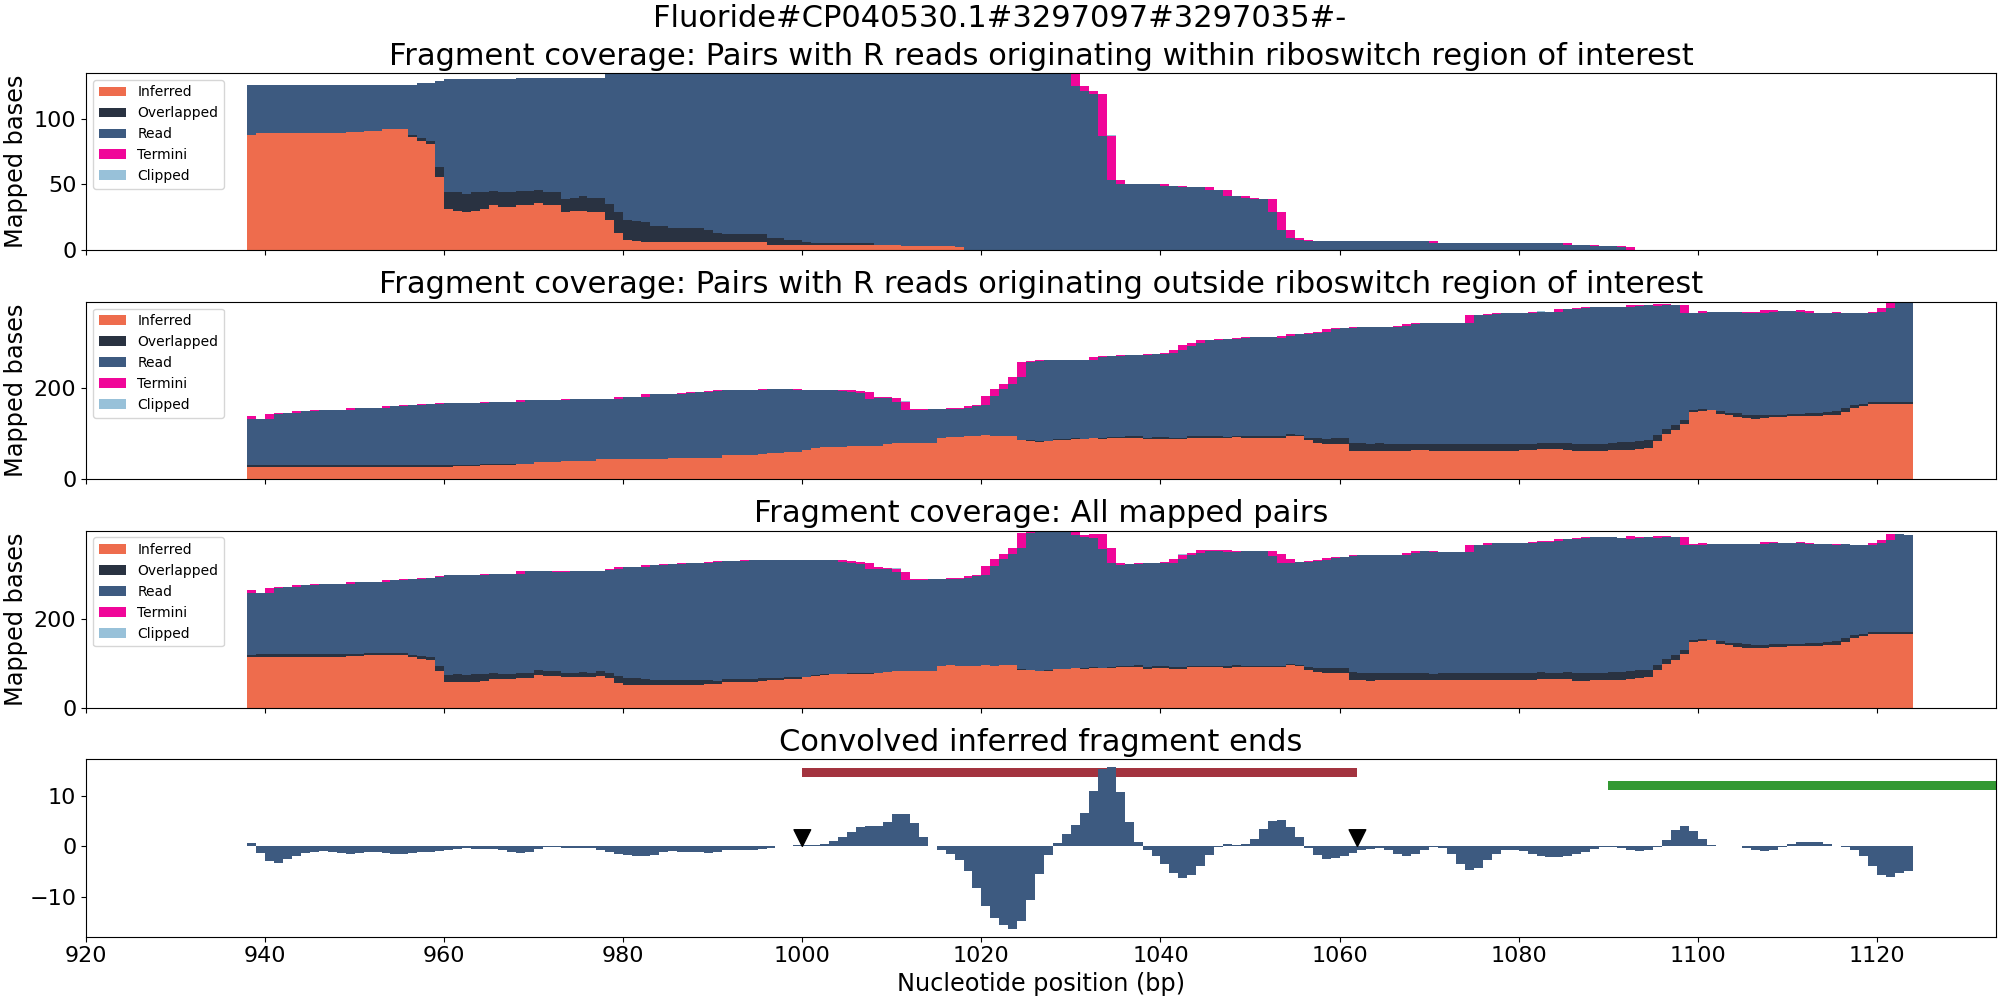 Fluoride#CP040530.1#3297097#3297035#-
Fragment coverage: Pairs with R reads originating within riboswitch region of interest
Mapped bases
100
50
0
Inferred
Overlapped
Read
Termini
Clipped
Fragment coverage: Pairs with R reads originating outside riboswitch region of interest
Mapped bases
200
0
Inferred
Overlapped
Read
Termini
Clipped
Fragment coverage: All mapped pairs
Mapped bases
200
0
Inferred
Overlapped
Read
Termini
Clipped
Convolved inferred fragment ends
10
0
−10
920 940 960 980 1000 1020 1040 1060 1080 1100 1120
Nucleotide position (bp)